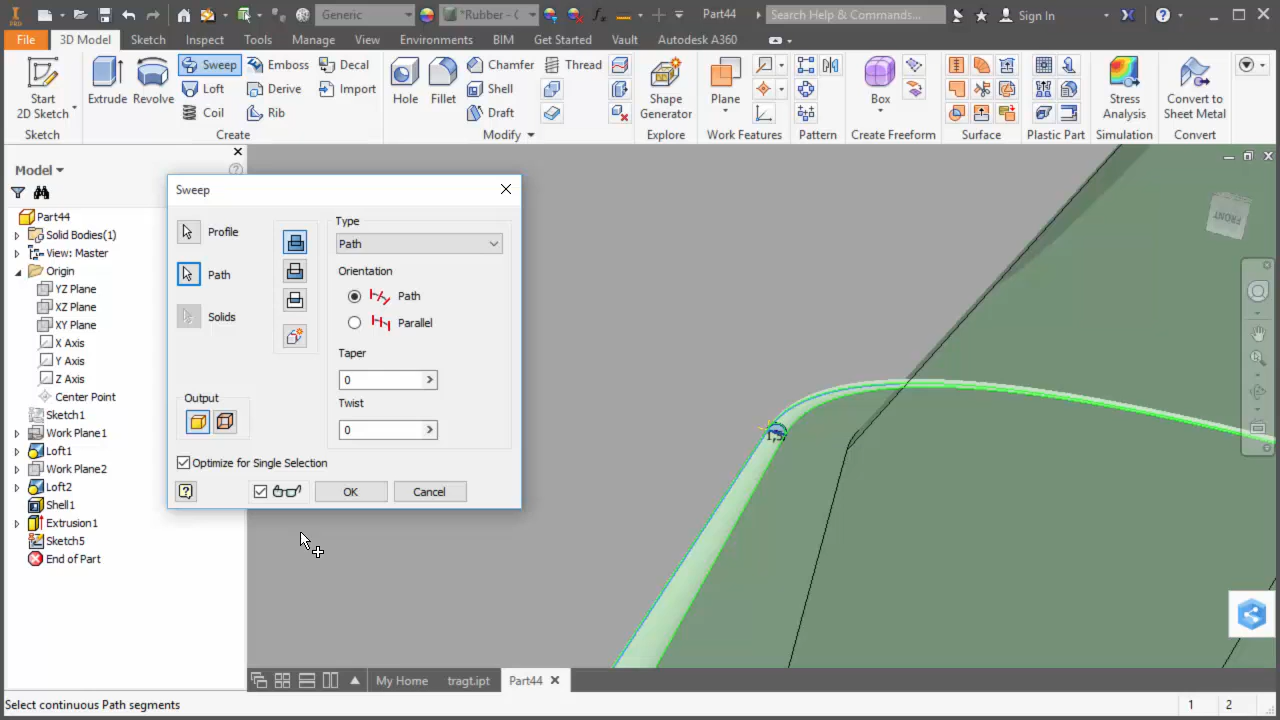 PRO
Generic
*Rubber - C
Part44
Search Help & Commands...
Sign In
File
3D Model
Sketch
Inspect
Tools
Manage
View
Environments
BIM
Get Started
Vault
Autodesk A360
Start
2D Sketch
Extrude
Revolve
Sweep
Loft
Coil
Emboss
Derive
Rib
Decal
Import
Hole
Fillet
Chamfer
Shell
Draft
Thread
Shape
Generator
Plane
Box
Stress
Analysis
Convert to
Sheet Metal
Sketch
Create
Modify
Explore
Work Features
Pattern
Create Freeform
Surface
Plastic Part
Simulation
Convert
Model
Part44
Solid Bodies(1)
View: Master
Origin
YZ Plane
XZ Plane
XY Plane
X Axis
Y Axis
Z Axis
Center Point
Sketch1
Work Plane1
Loft1
Work Plane2
Loft2
Shell1
Extrusion1
Sketch5
End of Part
Sweep
Profile
Path
Solids
Output
Type
Path
Orientation
Path
Parallel
Taper
0
Twist
0
Optimize for Single Selection
OK
Cancel
FRONT
My Home
tragt.ipt
Part44
Select continuous Path segments
1
2